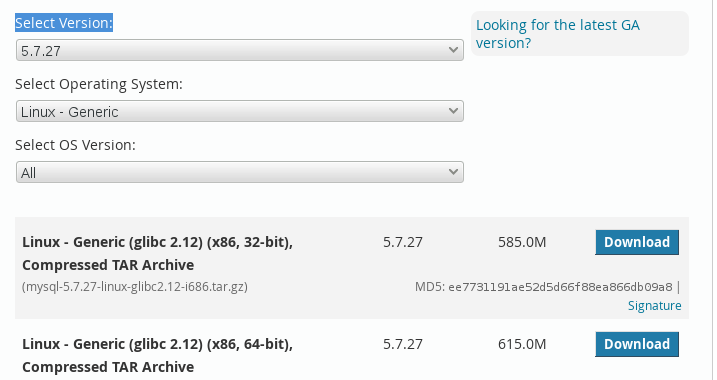 Select Version:
Looking for the latest GA
version?
5.7.27
Select Operating System:
Linux - Generic
Select OS Version:
All
Linux - Generic (glibc 2.12) (x86, 32-bit), 5.7.27 585.0M Download
Compressed TAR Archive
(mysql-5.7.27-linux-glibc2.12-i686.tar.gz) MD5: ee7731191ae52d5d66f88ea866db09a8 |
Signature
Linux - Generic (glibc 2.12) (x86, 64-bit), 5.7.27 615.0M Download
Compressed TAR Archive